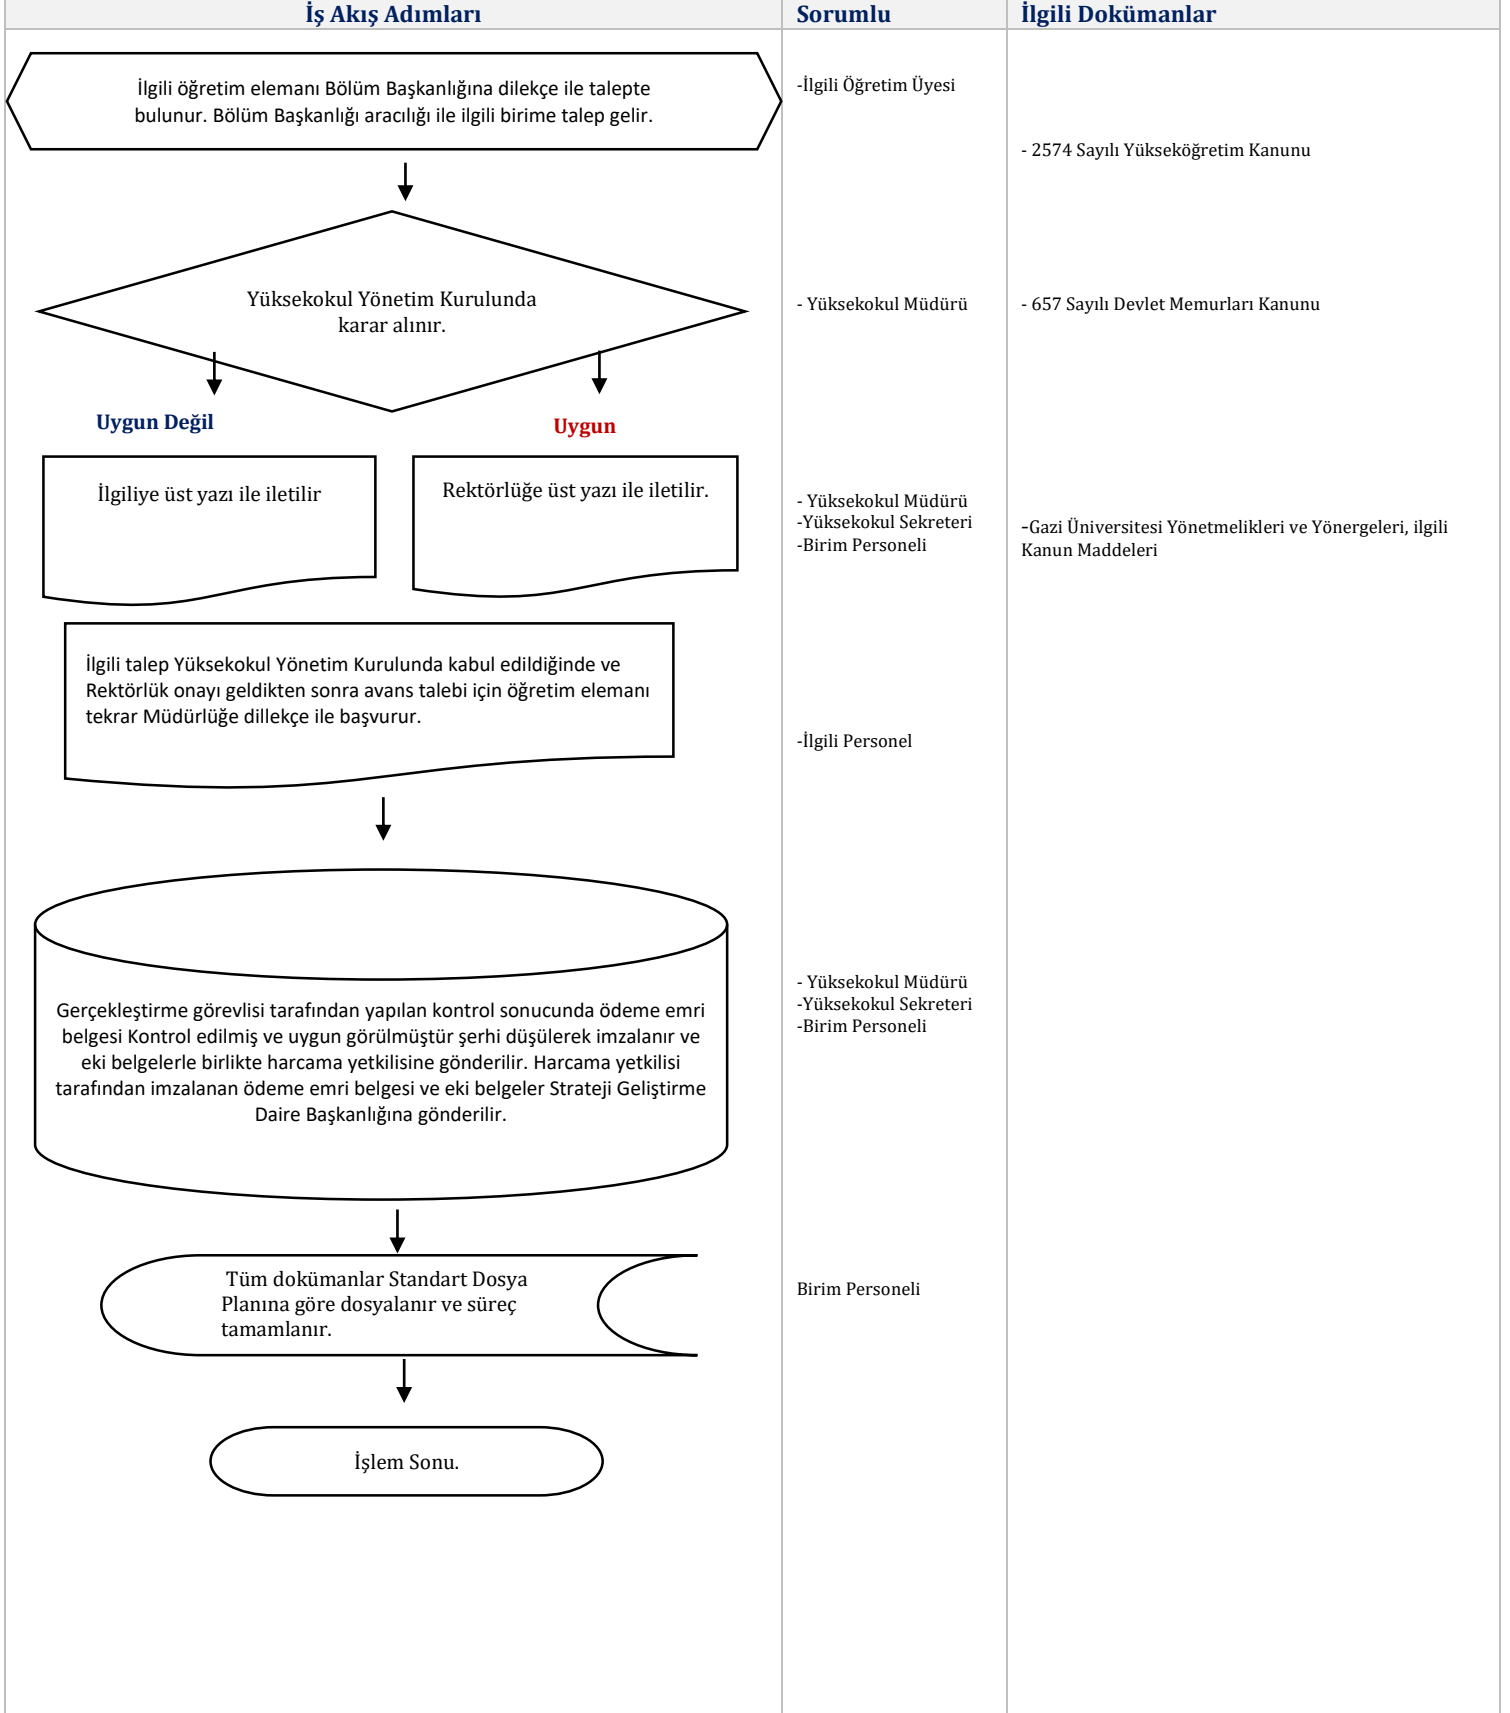 İş Akış Adımları
Sorumlu
İlgili Dokümanlar
İlgili öğretim elemanı Bölüm Başkanlığına dilekçe ile talepte
bulunur. Bölüm Başkanlığı aracılığı ile ilgili birime talep gelir.
-İlgili Öğretim Üyesi
- 2574 Sayılı Yükseköğretim Kanunu
Yüksekokul Yönetim Kurulunda
karar alınır.
- Yüksekokul Müdürü
- 657 Sayılı Devlet Memurları Kanunu
Uygun Değil
Uygun
İlgiliye üst yazı ile iletilir
Rektörlüğe üst yazı ile iletilir.
- Yüksekokul Müdürü
-Yüksekokul Sekreteri
-Birim Personeli
-Gazi Üniversitesi Yönetmelikleri ve Yönergeleri, ilgili
Kanun Maddeleri
İlgili talep Yüksekokul Yönetim Kurulunda kabul edildiğinde ve
Rektörlük onayı geldikten sonra avans talebi için öğretim elemanı
tekrar Müdürlüğe dillekçe ile başvurur.
-İlgili Personel
Gerçekleştirme görevlisi tarafından yapılan kontrol sonucunda ödeme emri
belgesi Kontrol edilmiş ve uygun görülmüştür şerhi düşülerek imzalanır ve
eki belgelerle birlikte harcama yetkilisine gönderilir. Harcama yetkilisi
tarafından imzalanan ödeme emri belgesi ve eki belgeler Strateji Geliştirme
Daire Başkanlığına gönderilir.
- Yüksekokul Müdürü
-Yüksekokul Sekreteri
-Birim Personeli
Tüm dokümanlar Standart Dosya
Planına göre dosyalanır ve süreç
tamamlanır.
Birim Personeli
İşlem Sonu.